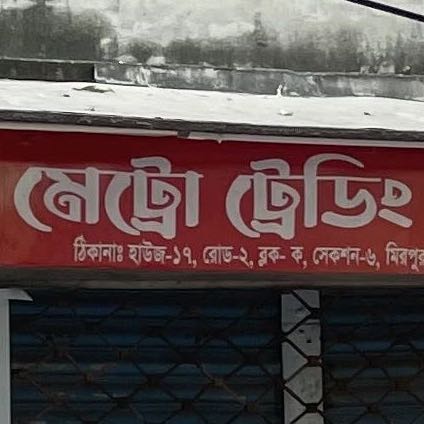 মেট্রো ট্রেডিং
ঠিকানাঃ হাউজ-১৭, রোড-২, ব্লক- ক, সেকশন-৬, মিরপুর